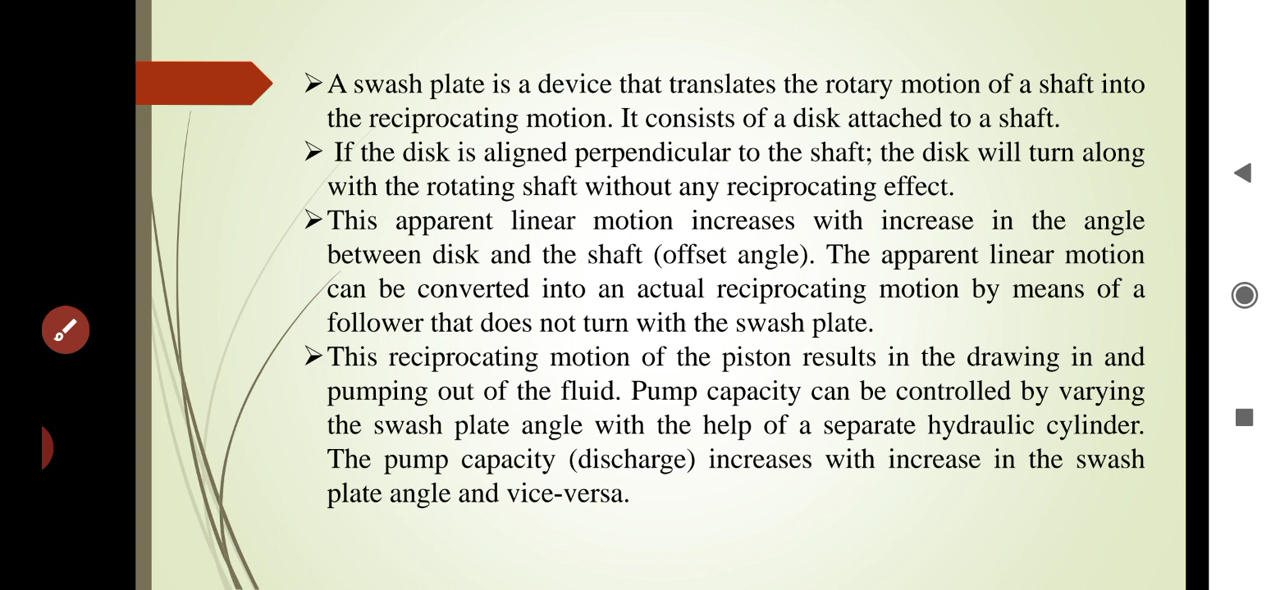 ➢A swash plate is a device that translates the rotary motion of a shaft into
the reciprocating motion. It consists of a disk attached to a shaft.
➢ If the disk is aligned perpendicular to the shaft; the disk will turn along
with the rotating shaft without any reciprocating effect.
➢This apparent linear motion increases with increase in the angle
between disk and the shaft (offset angle). The apparent linear motion
can be converted into an actual reciprocating motion by means of a
follower that does not turn with the swash plate.
➢This reciprocating motion of the piston results in the drawing in and
pumping out of the fluid. Pump capacity can be controlled by varying
the swash plate angle with the help of a separate hydraulic cylinder.
The pump capacity (discharge) increases with increase in the swash
plate angle and vice-versa.